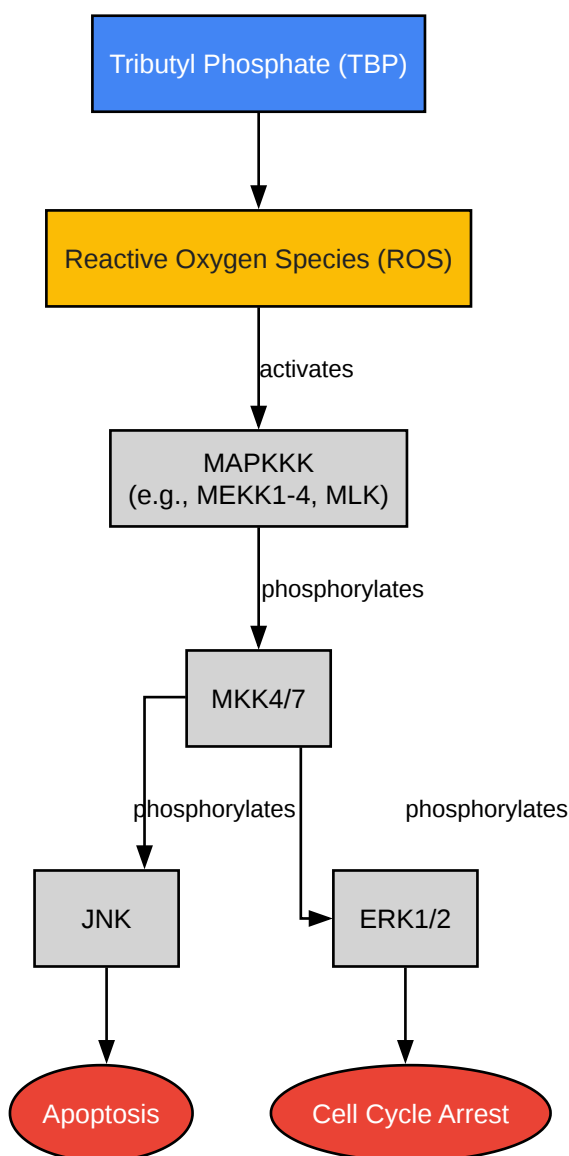 Tributyl Phosphate (TBP)
Reactive Oxygen Species (ROS)
activates
MAPKKK
(e.g., MEKK1-4, MLK)
phosphorylates
MKK4/7
phosphorylates
phosphorylates
JNK
ERK1/2
Apoptosis
Cell Cycle Arrest